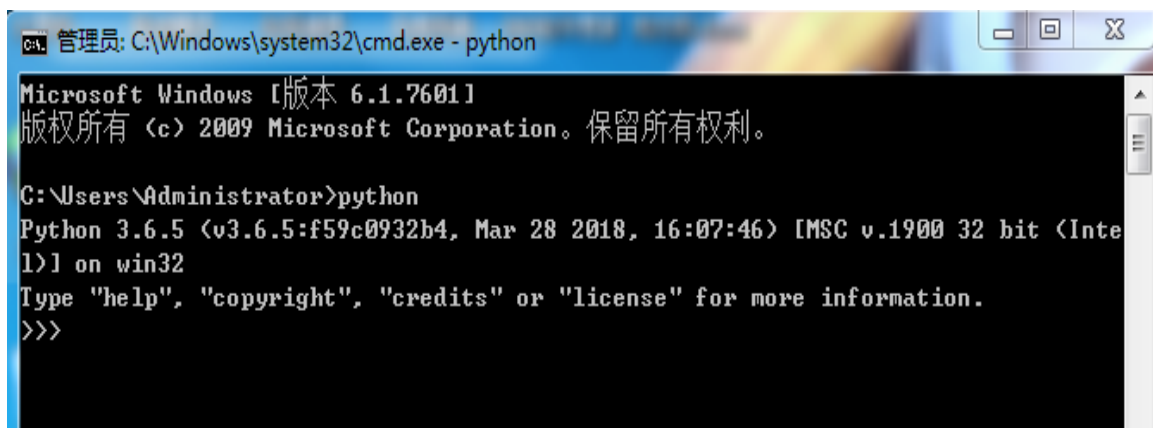 管理员: C:\Windows\system32\cmd.exe - python
Microsoft Windows [版本 6.1.7601]
版权所有 (c) 2009 Microsoft Corporation。保留所有权利。
C:\Users\Administrator>python
Python 3.6.5 (v3.6.5:f59c0932b4, Mar 28 2018, 16:07:46) [MSC v.1900 32 bit (Inte
l)] on win32
Type "help", "copyright", "credits" or "license" for more information.
>>>